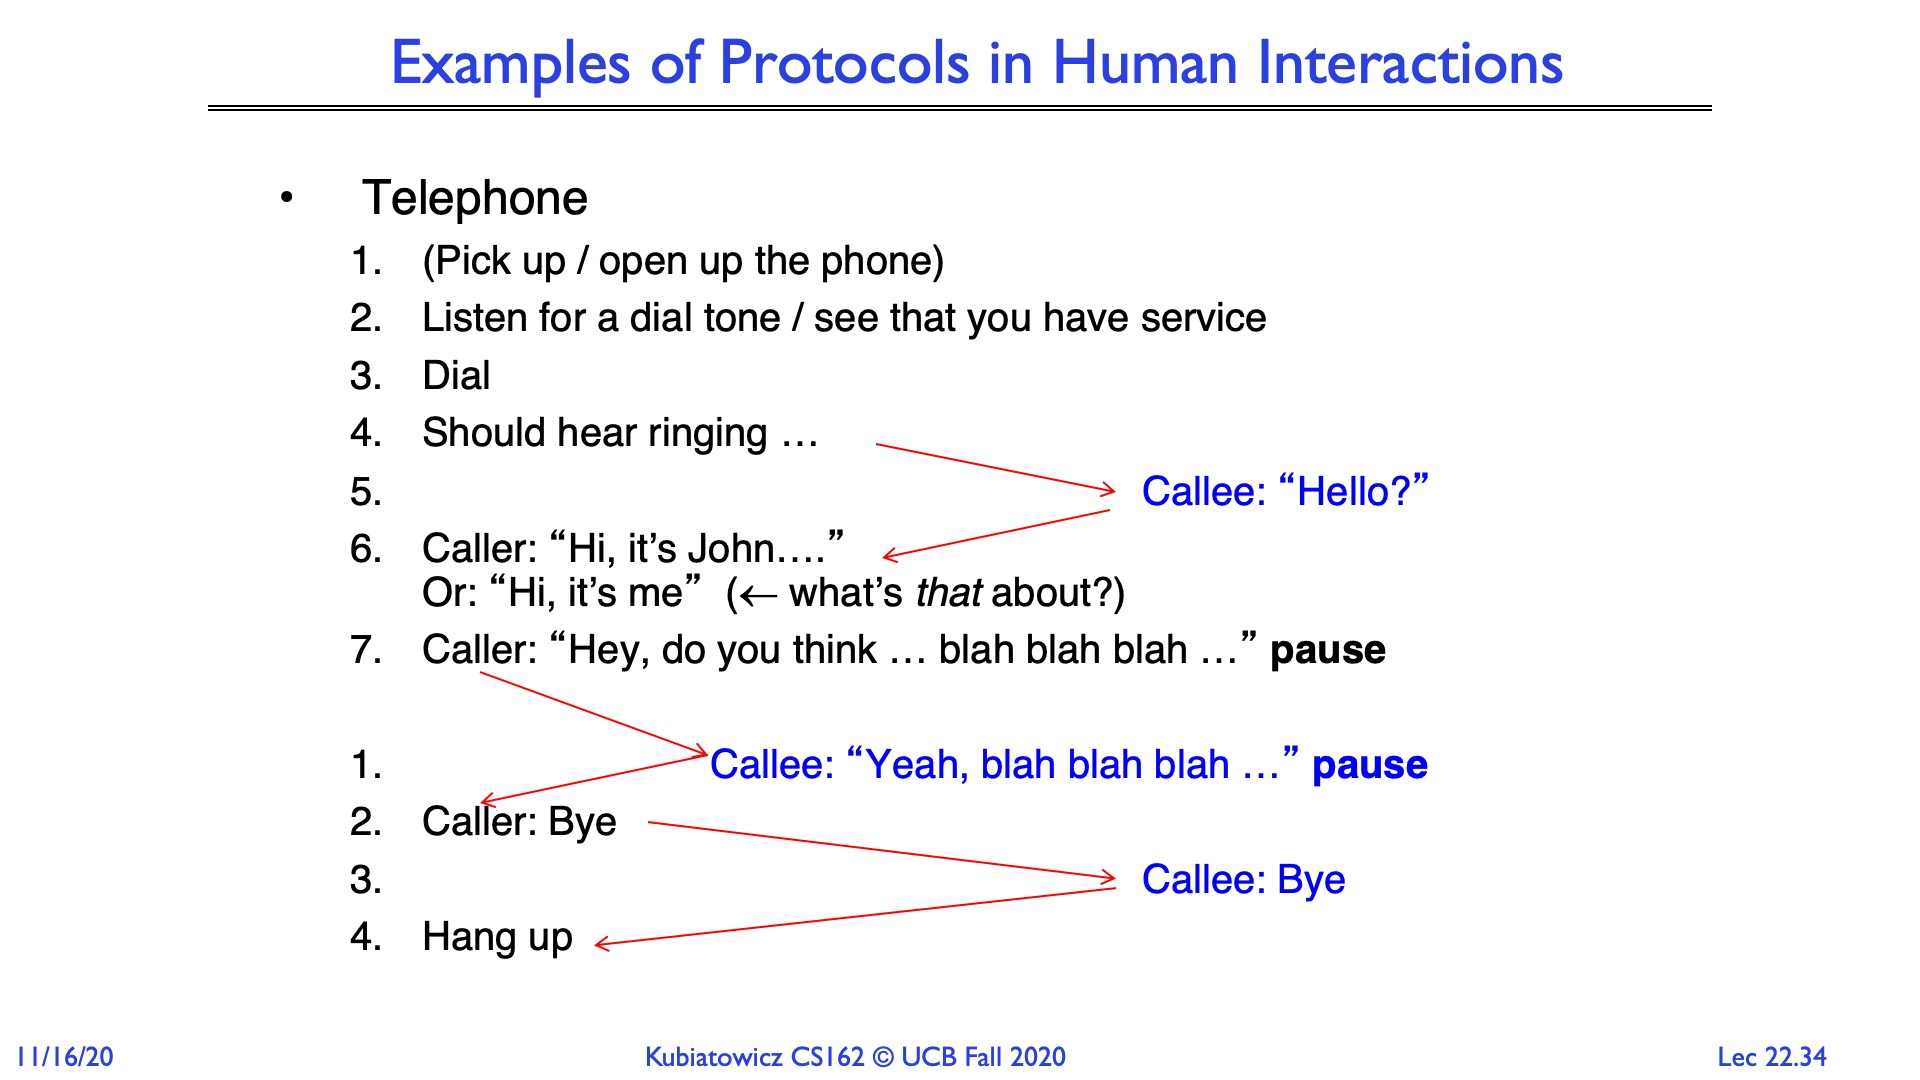 Examples of Protocols in Human Interactions
• Telephone
1. (Pick up / open up the phone)
2. Listen for a dial tone / see that you have service
3. Dial
4. Should hear ringing …
5. Callee: “Hello?”
6. Caller: “Hi, it’s John….”
Or: “Hi, it’s me” (← what’s that about?)
7. Caller: “Hey, do you think … blah blah blah …” pause
1. Callee: “Yeah, blah blah blah …” pause
2. Caller: Bye
3. Callee: Bye
4. Hang up
11/16/20 Kubiatowicz CS162 © UCB Fall 2020 Lec 22.34